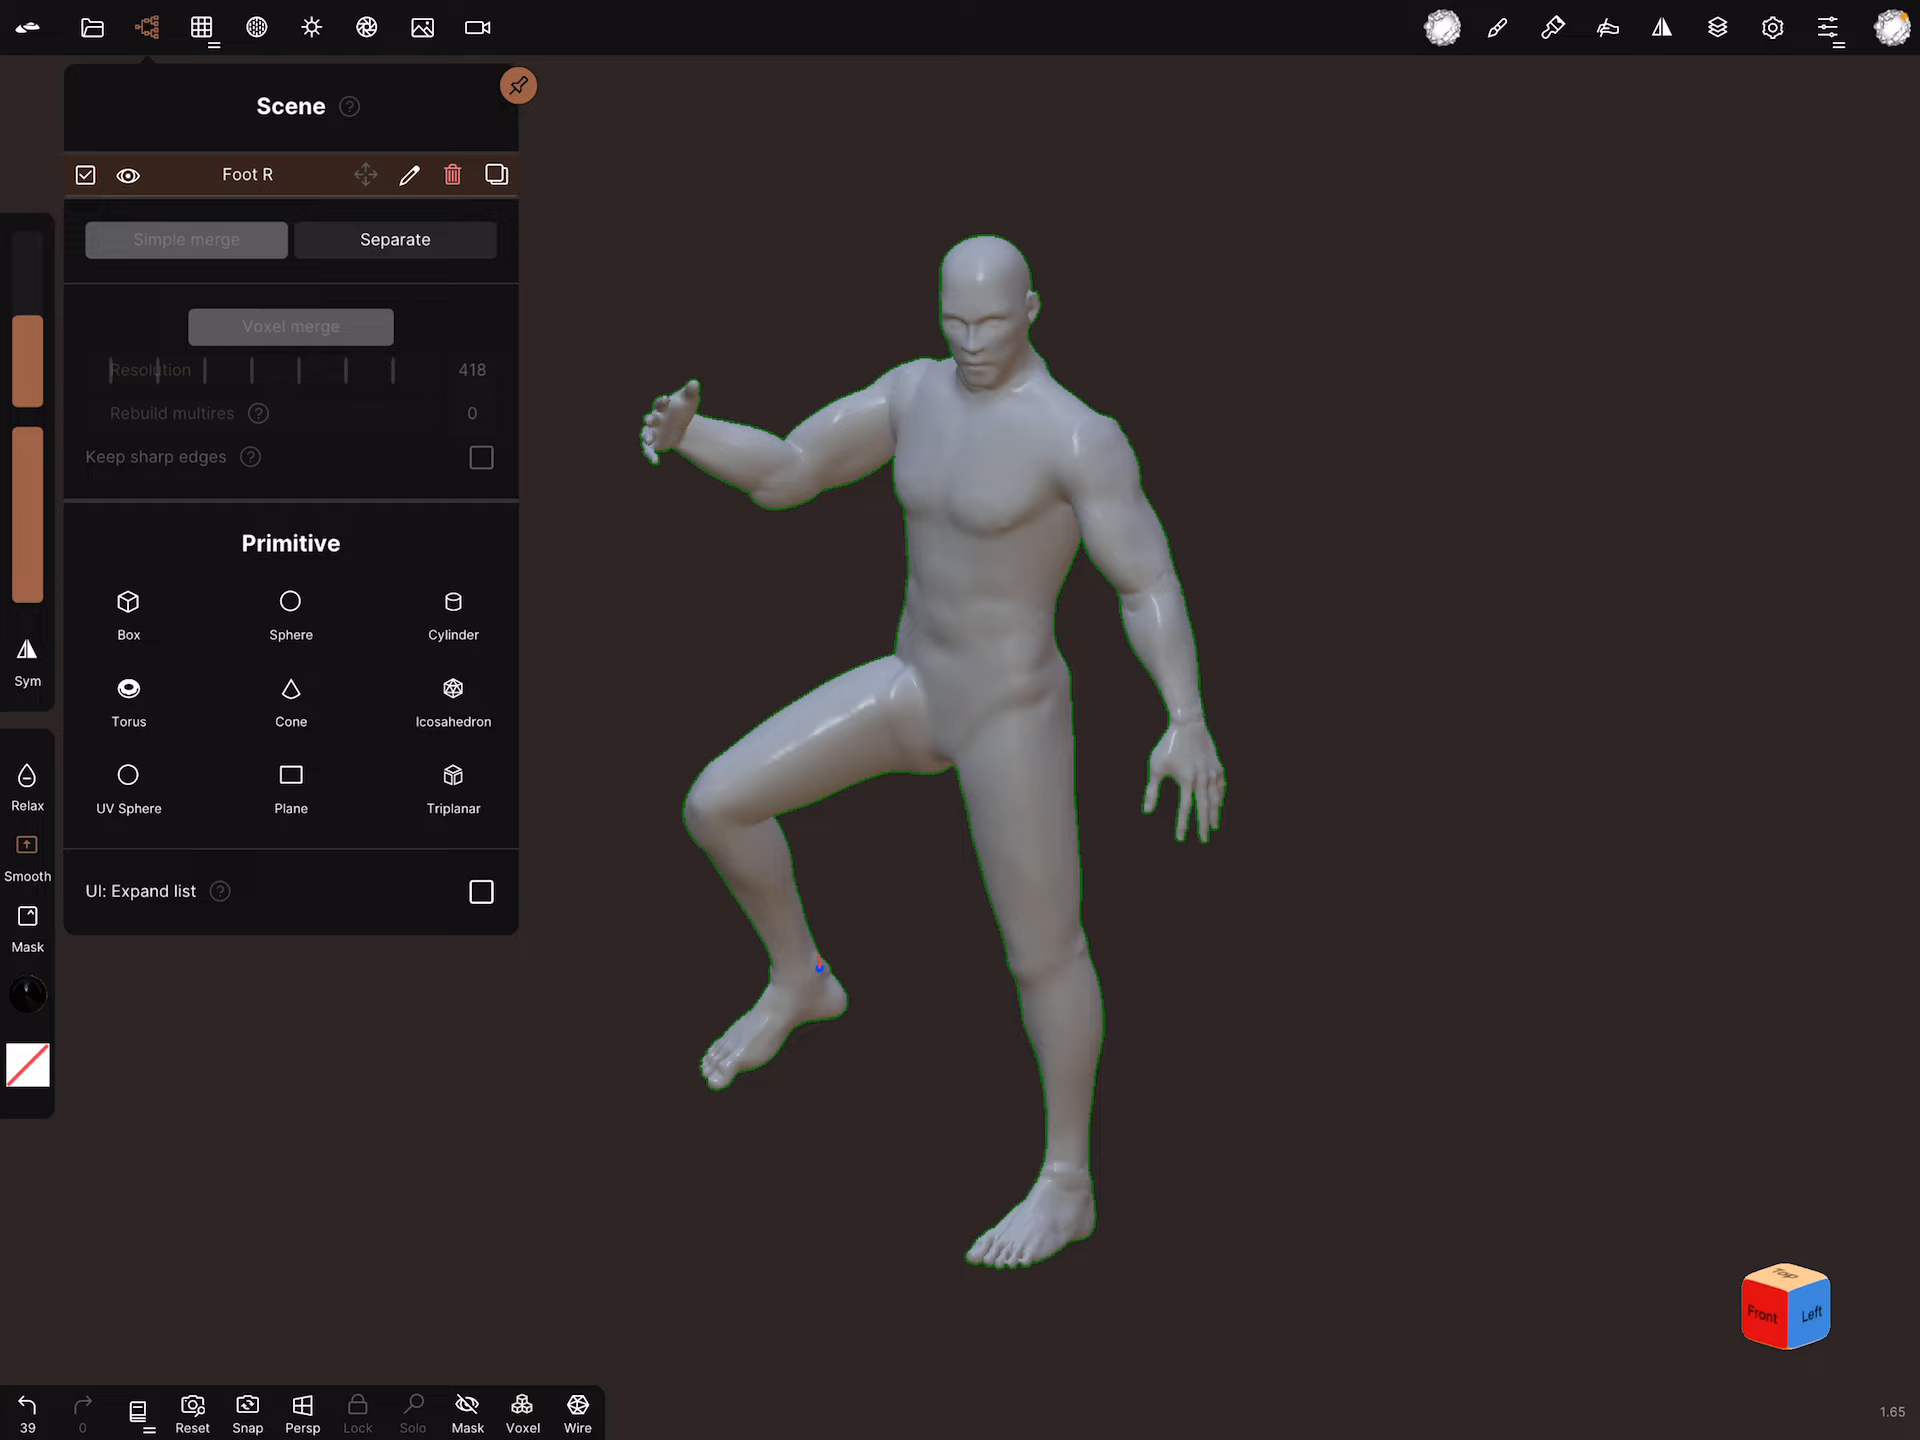 Scene
Foot R
Simple merge
Separate
Voxel merge
Resolution
418
Rebuild multires
0
Keep sharp edges
Primitive
Box
Sphere
Cylinder
Torus
Cone
Icosahedron
UV Sphere
Plane
Triplanar
UI: Expand list
Sym
Relax
Smooth
Mask
Top
Front
Left
39
0
Reset
Snap
Persp
Lock
Solo
Mask
Voxel
Wire
1.65